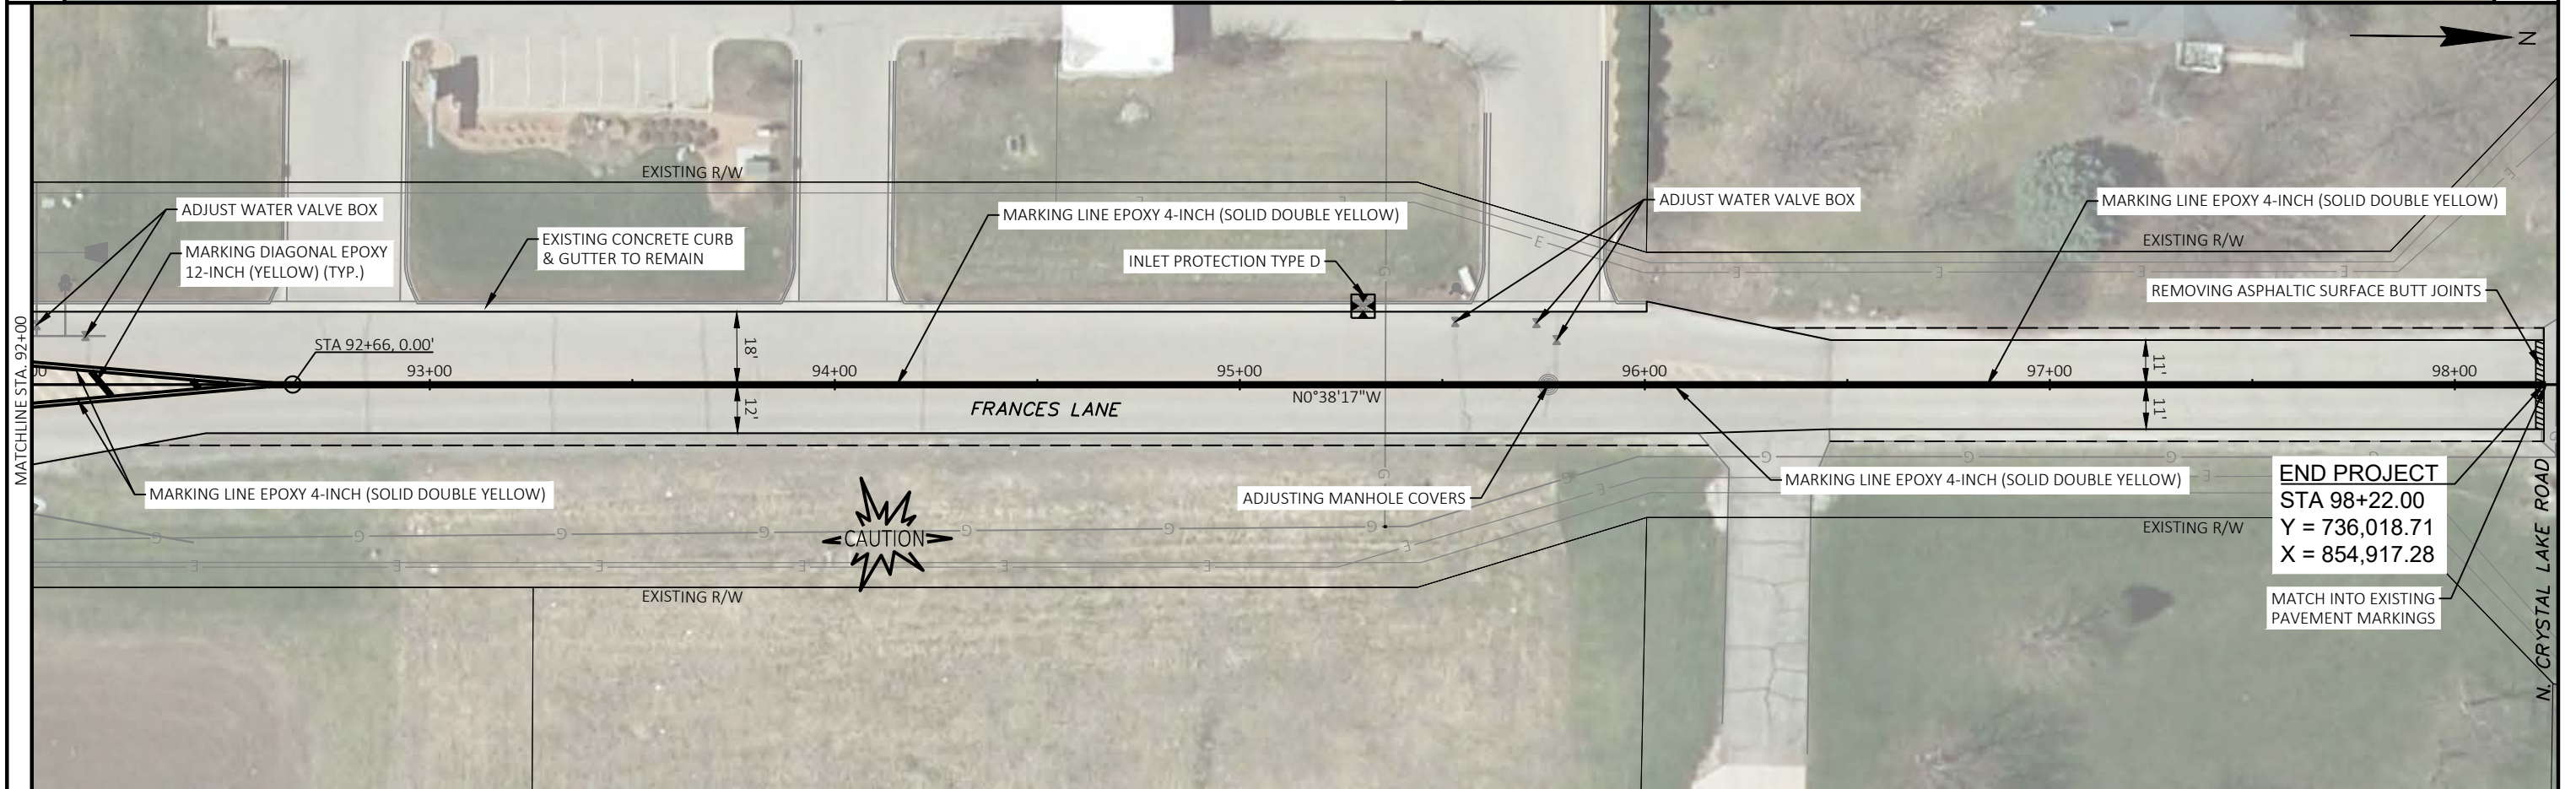 N
EXISTING R/W
ADJUST WATER VALVE BOX
MARKING DIAGONAL EPOXY
12-INCH (YELLOW) (TYP.)
EXISTING CONCRETE CURB
& GUTTER TO REMAIN
MARKING LINE EPOXY 4-INCH (SOLID DOUBLE YELLOW)
INLET PROTECTION TYPE D
ADJUST WATER VALVE BOX
MARKING LINE EPOXY 4-INCH (SOLID DOUBLE YELLOW)
EXISTING R/W
REMOVING ASPHALTIC SURFACE BUTT JOINTS
MATCHLINE STA. 92+00
STA 92+66, 0.00'
18'
11'
00
93+00
94+00
95+00
96+00
97+00
98+00
N0°38'17"W
FRANCES LANE
12'
11'
MARKING LINE EPOXY 4-INCH (SOLID DOUBLE YELLOW)
CAUTION
ADJUSTING MANHOLE COVERS
MARKING LINE EPOXY 4-INCH (SOLID DOUBLE YELLOW)
END PROJECT
STA 98+22.00
Y = 736,018.71
X = 854,917.28
EXISTING R/W
EXISTING R/W
MATCH INTO EXISTING
PAVEMENT MARKINGS
N. CRYSTAL LAKE ROAD